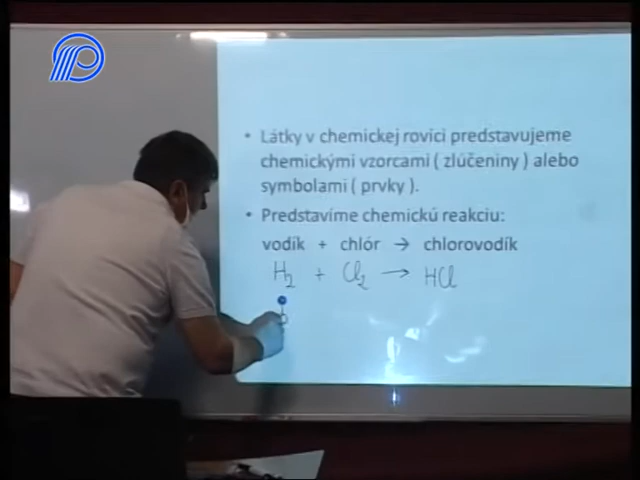 • Látky v chemickej rovici predstavujeme
chemickými vzorcami ( zlúčeniny ) alebo
symbolami ( prvky ).
• Predstavíme chemickú reakciu:
vodík + chlór → chlorovodík
H₂ + Cl₂ → HCl